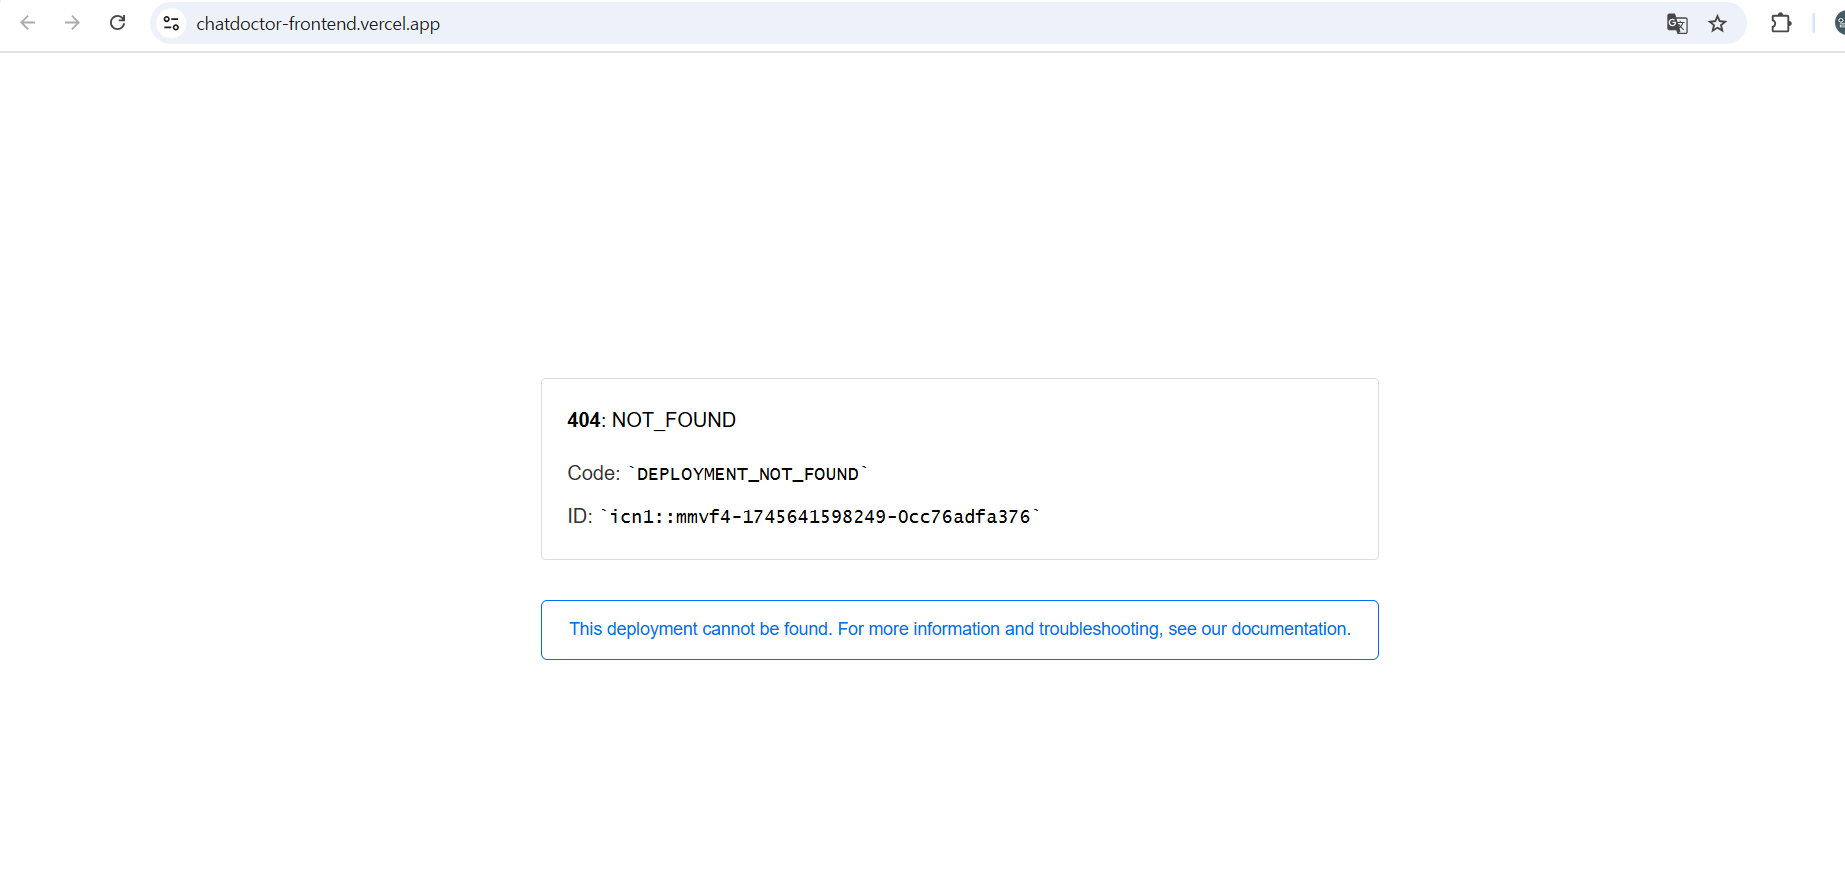 chatdoctor-frontend.vercel.app
404: NOT_FOUND
Code: `DEPLOYMENT_NOT_FOUND`
ID: `icn1::mmvf4-1745641598249-0cc76adfa376`
This deployment cannot be found. For more information and troubleshooting, see our documentation.